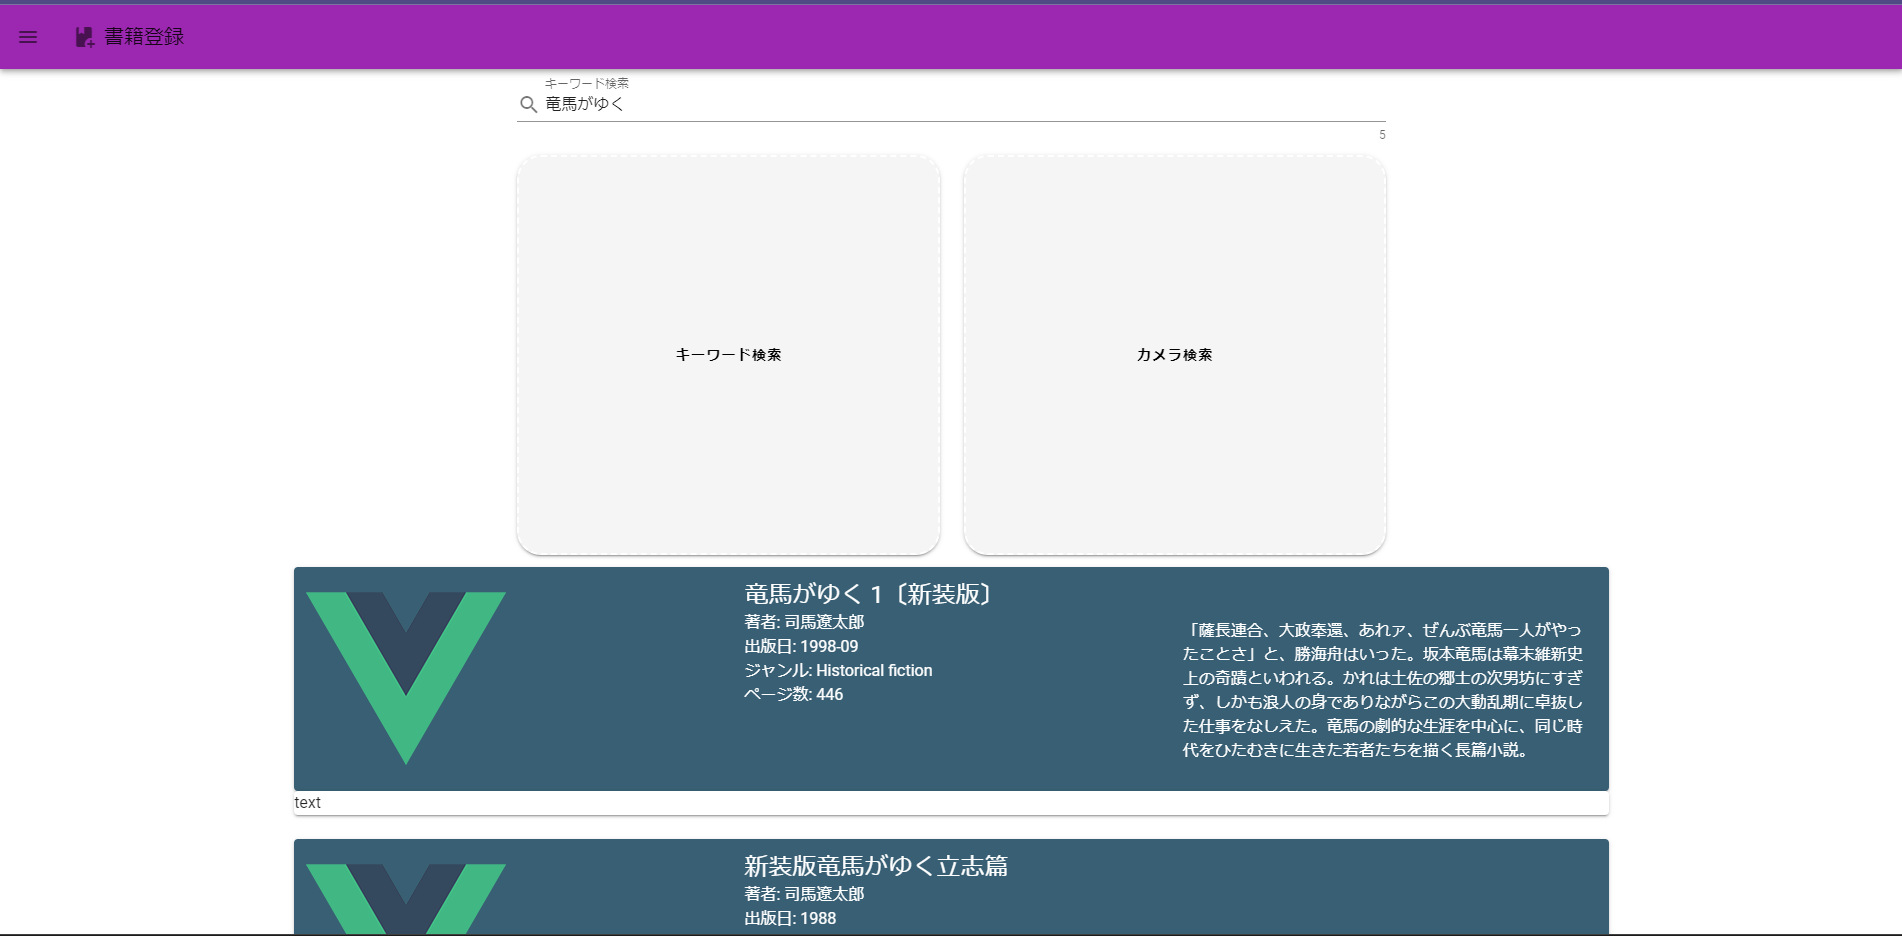 書籍登録
キーワード検索
竜馬がゆく
5
キーワード検索
カメラ検索
竜馬がゆく 1〔新装版〕
著者: 司馬遼太郎
出版日: 1998-09
ジャンル: Historical fiction
ページ数: 446
「薩長連合、大政奉還、あれァ、ぜんぶ竜馬一人がやっ
たことさ」と、勝海舟はいった。坂本竜馬は幕末維新史
上の奇蹟といわれる。かれは土佐の郷士の次男坊にすぎ
ず、しかも浪人の身でありながらこの大動乱期に卓抜し
た仕事をなしえた。竜馬の劇的な生涯を中心に、同じ時
代をひたむきに生きた若者たちを描く長篇小説。
text
新装版竜馬がゆく立志篇
著者: 司馬遼太郎
出版日: 1988